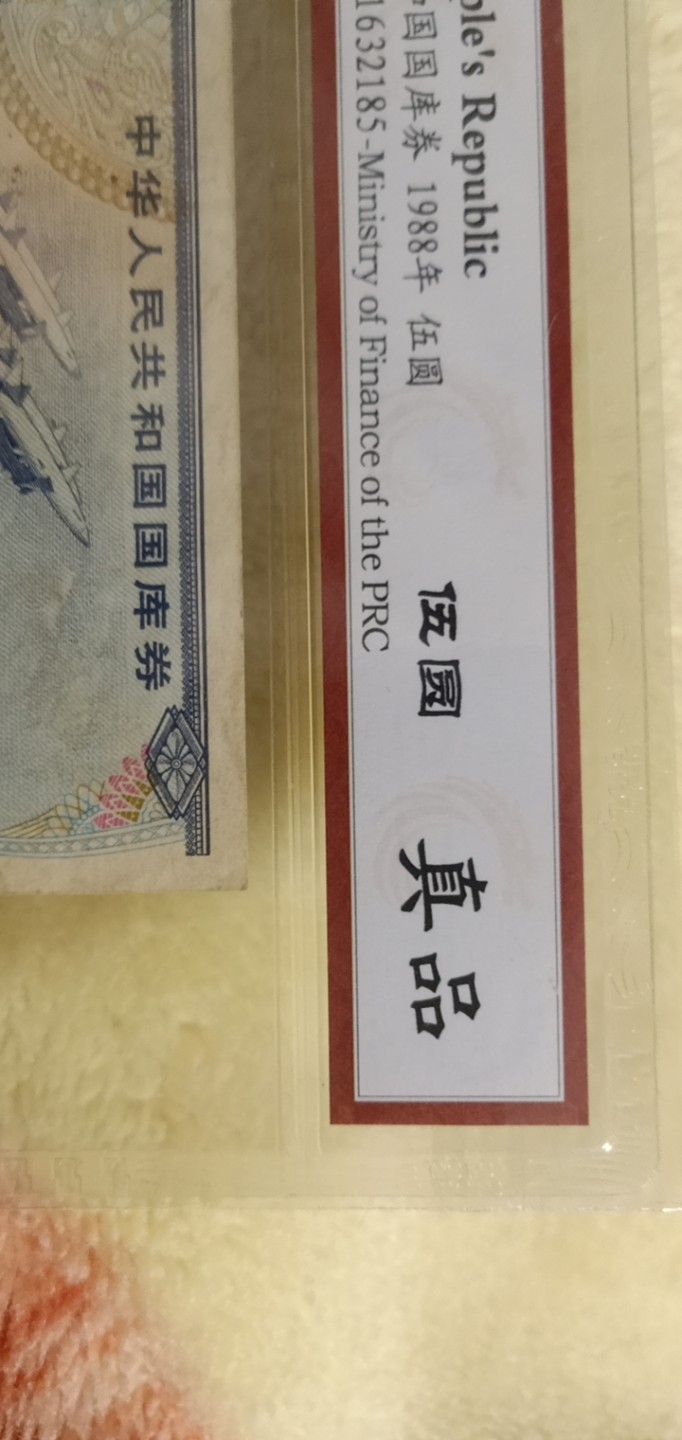 ple's Republic
国国库券 1988年 伍圆
1632185-Ministry of Finance of the PRC
伍圆
真品
中华人民共和国国库券